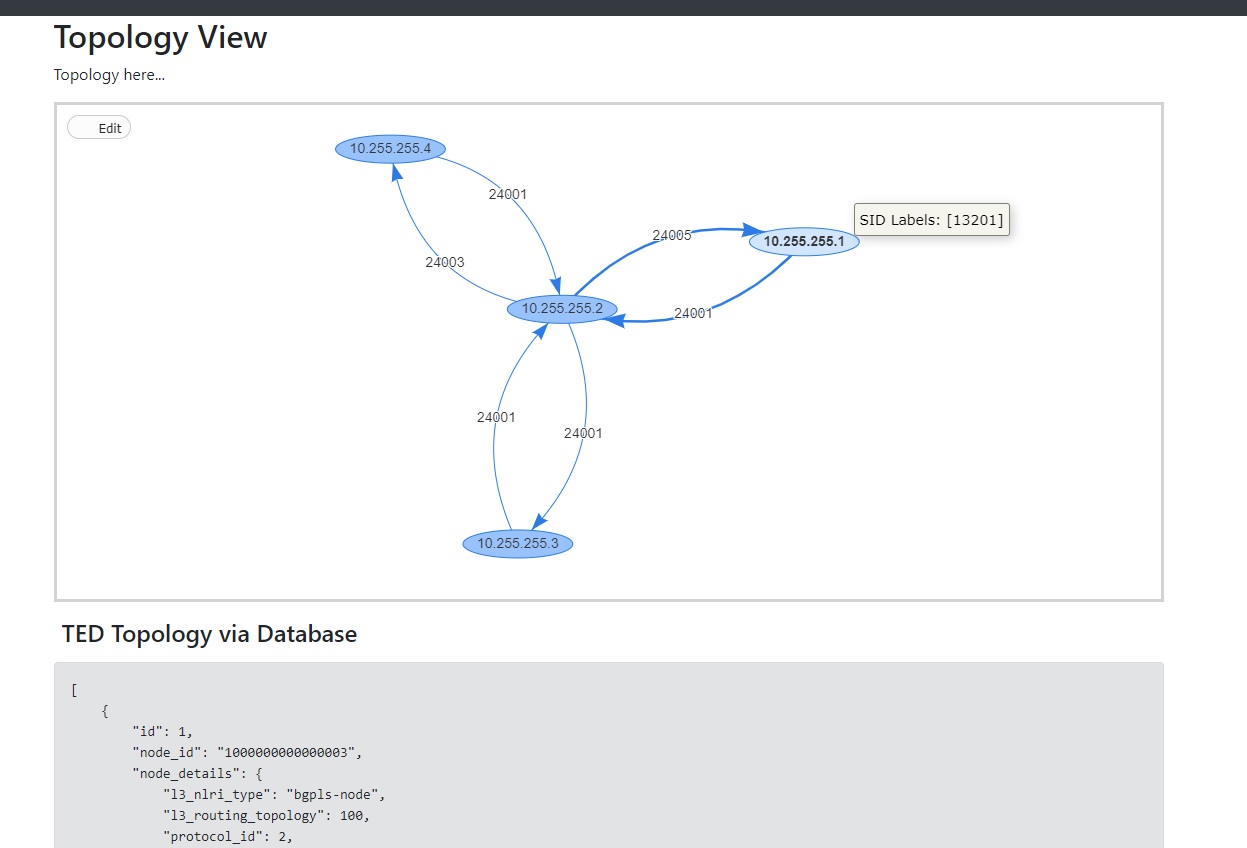 Topology View
Topology here...
Edit
10.255.255.4
24001
SID Labels: [13201]
24005
10.255.255.1
24003
10.255.255.2
24001
24001
24001
10.255.255.3
TED Topology via Database
[
    {
        "id": 1,
        "node_id": "1000000000000003",
        "node_details": {
            "l3_nlri_type": "bgpls-node",
            "l3_routing_topology": 100,
            "protocol_id": 2,